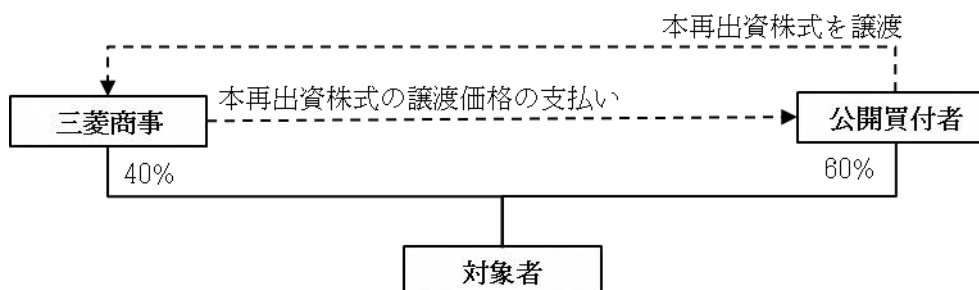 本再出資株式を譲渡
本再出資株式の譲渡価格の支払い
三菱商事
公開買付者
40%
60%
対象者